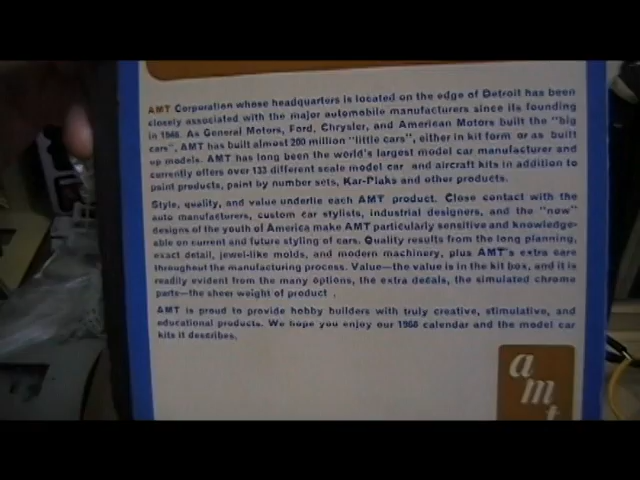 AMT Corporation whose headquarters is located on the edge of Detroit has been
closely associated with the major automobile manufacturers since its founding
in 1948. As General Motors, Ford, Chrysler, and American Motors built the "big
cars", AMT has built almost 200 million "little cars", either in kit form or as built
up models. AMT has long been the world's largest model car manufacturer and
currently offers over 133 different scale model car and aircraft kits in addition to
paint products, paint by number sets, Kar-Plaks and other products.
Style, quality, and value underlie each AMT product. Close contact with the
auto manufacturers, custom car stylists, industrial designers, and the "now"
designs of the youth of America make AMT particularly sensitive and knowledge-
able on current and future styling of cars. Quality results from the long planning,
exact detail, jewel-like molds, and modern machinery, plus AMT's extra care
throughout the manufacturing process. Value—the value is in the kit box, and it is
readily evident from the many options, the extra decals, the simulated chrome
parts—the sheer weight of product .
AMT is proud to provide hobby builders with truly creative, stimulative, and
educational products. We hope you enjoy our 1968 calendar and the model car
kits it describes.
amt